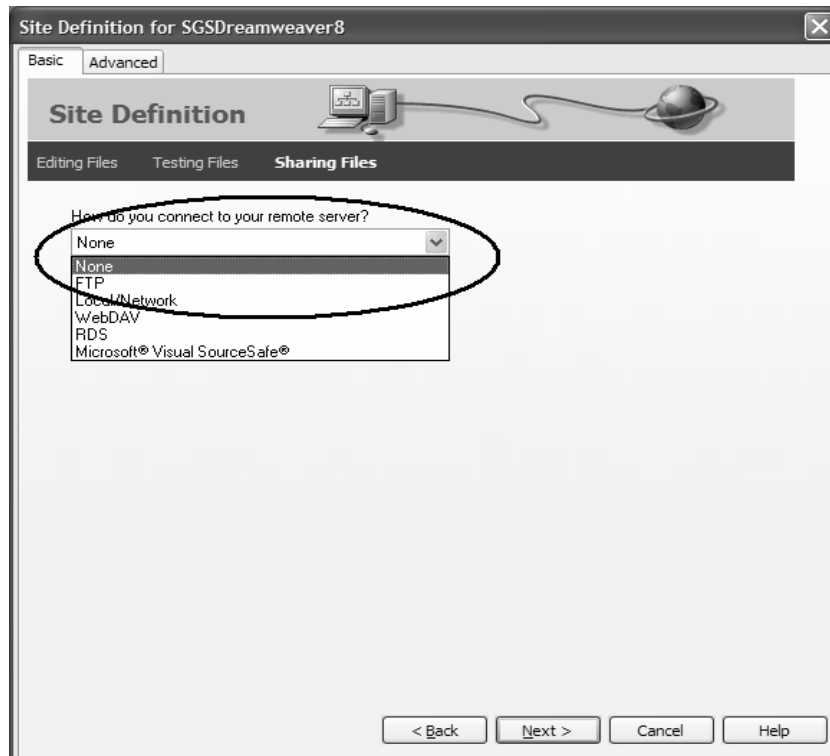 Site Definition for SGSDreamweaver8
Basic Advanced
Site Definition
Editing Files Testing Files Sharing Files
How do you connect to your remote server?
None
None
FTP
Local/Network
WebDAV
RDS
Microsoft® Visual SourceSafe®
< Back Next > Cancel Help